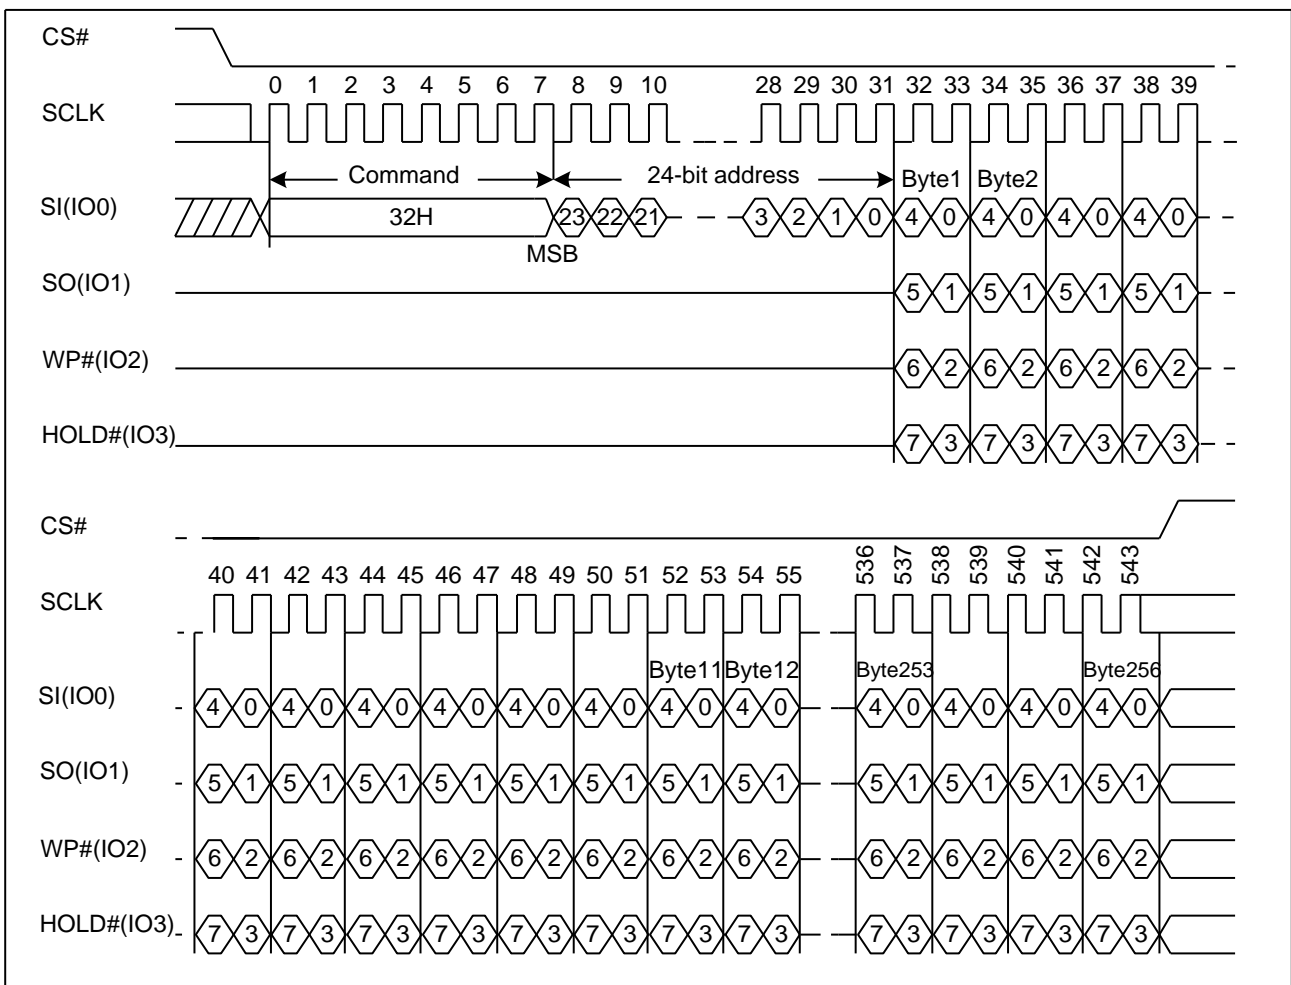 CS#
0 1 2 3 4 5 6 7 8 9 10 28 29 30 31 32 33 34 35 36 37 38 39
SCLK
Command 24-bit address Byte1 Byte2
SI(IO0) 32H 23 22 21 3 2 1 0 4 0 4 0 4 0 4 0
MSB
SO(IO1) 5 1 5 1 5 1 5 1
WP#(IO2) 6 2 6 2 6 2 6 2
HOLD#(IO3) 7 3 7 3 7 3 7 3
CS#
40 41 42 43 44 45 46 47 48 49 50 51 52 53 54 55 536 537 538 539 540 541 542 543
SCLK
Byte11 Byte12 Byte253 Byte256
SI(IO0) 4 0 4 0 4 0 4 0 4 0 4 0 4 0 4 0 4 0 4 0 4 0 4 0
SO(IO1) 5 1 5 1 5 1 5 1 5 1 5 1 5 1 5 1 5 1 5 1 5 1 5 1
WP#(IO2) 6 2 6 2 6 2 6 2 6 2 6 2 6 2 6 2 6 2 6 2 6 2 6 2
HOLD#(IO3) 7 3 7 3 7 3 7 3 7 3 7 3 7 3 7 3 7 3 7 3 7 3 7 3